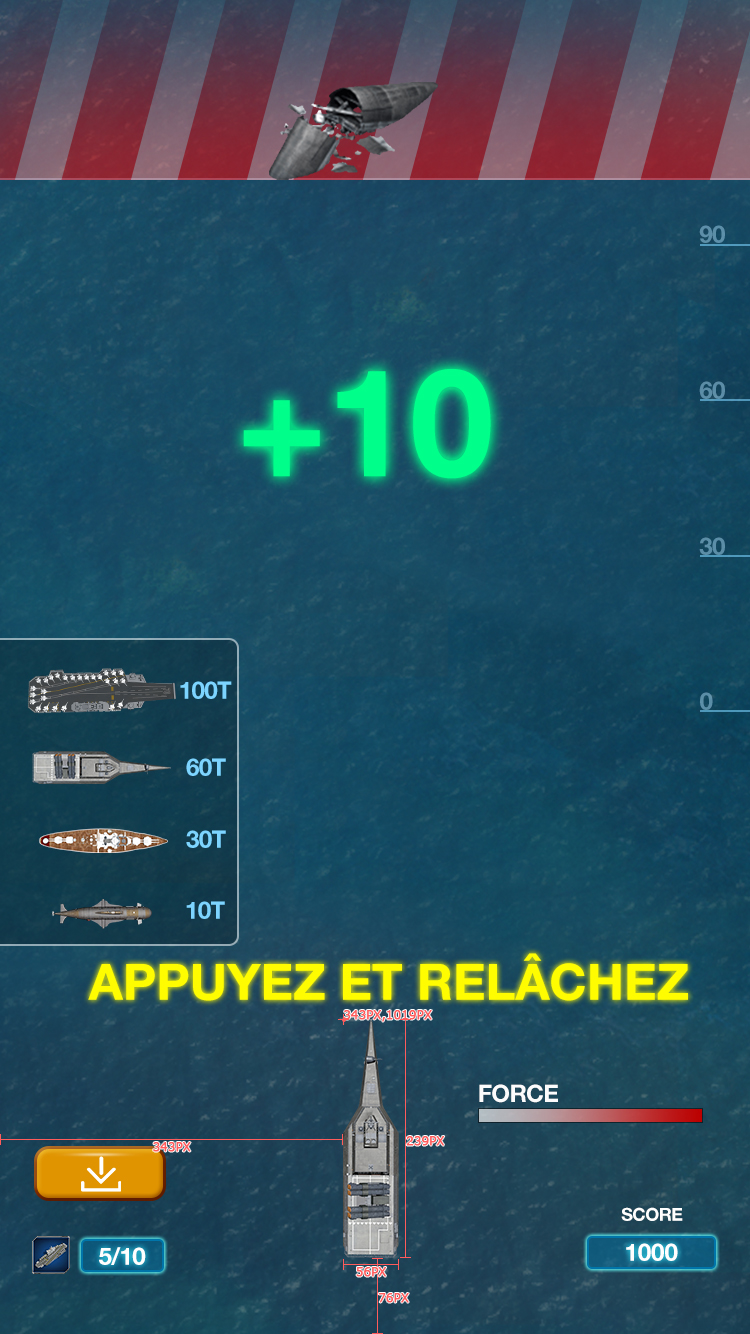 90
+10
60
30
0
100T
60T
30T
10T
APPUYEZ ET RELÂCHEZ
343PX,1019PX
FORCE
239PX
343PX
SCORE
5/10
1000
56PX
76PX